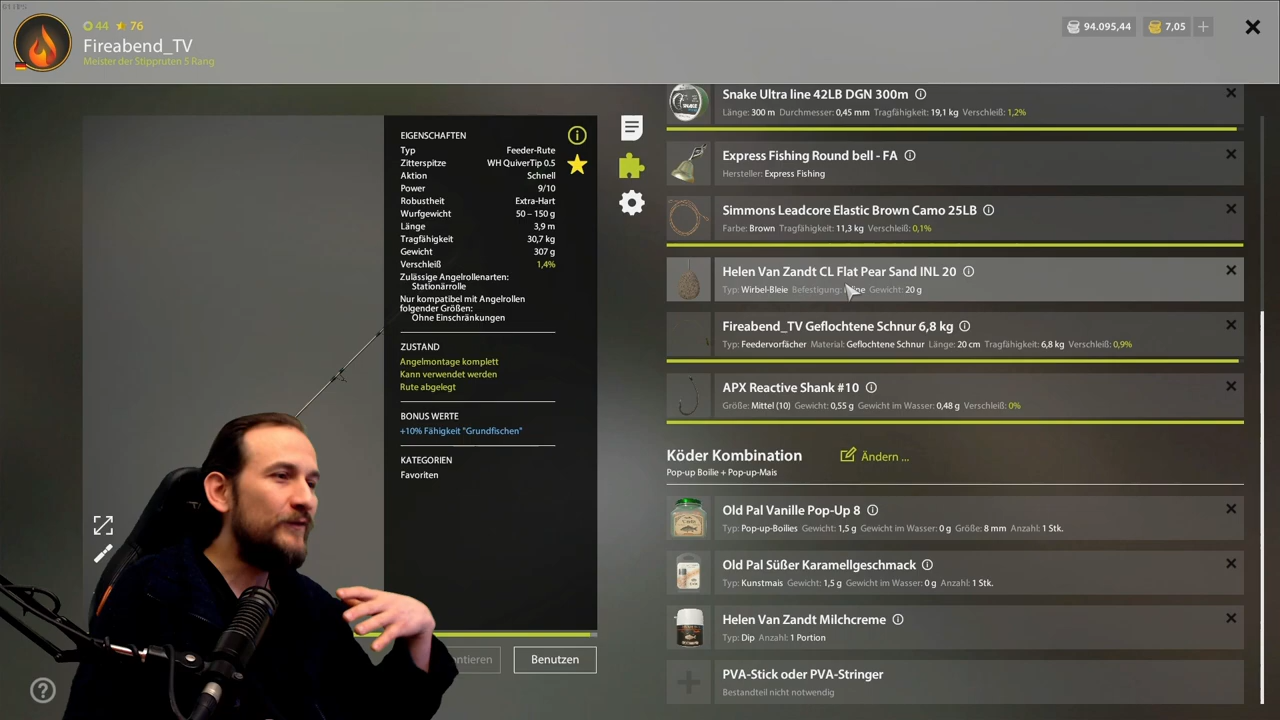 44 76
Fireabend_TV
Meister der Stippruten 5 Rang
94.095,44
7,05
EIGENSCHAFTEN
Typ Feeder-Rute
Zitterspitze WH QuiverTip 0.5
Aktion Schnell
Power 9/10
Robustheit Extra-Hart
Wurfgewicht 50 – 150 g
Länge 3,9 m
Tragfähigkeit 30,7 kg
Gewicht 307 g
Verschleiß 1,4%
Zulässige Angelrollenarten:
Stationärrolle
Nur kompatibel mit Angelrollen
folgender Größen:
Ohne Einschränkungen
ZUSTAND
Angelmontage komplett
Kann verwendet werden
Rute abgelegt
BONUS WERTE
+10% Fähigkeit "Grundfischen"
KATEGORIEN
Favoriten
Benutzen
Snake Ultra line 42LB DGN 300m
Länge: 300 m Durchmesser: 0,45 mm Tragfähigkeit: 19,1 kg Verschleiß: 1,2%
Express Fishing Round bell - FA
Hersteller: Express Fishing
Simmons Leadcore Elastic Brown Camo 25LB
Farbe: Brown Tragfähigkeit: 11,3 kg Verschleiß: 0,1%
Helen Van Zandt CL Flat Pear Sand INL 20
Typ: Wirbel-Bleie Befestigung: Gewicht: 20 g
Fireabend_TV Geflochtene Schnur 6,8 kg
Typ: Feedervorfächer Material: Geflochtene Schnur Länge: 20 cm Tragfähigkeit: 6,8 kg Verschleiß: 0,9%
APX Reactive Shank #10
Größe: Mittel (10) Gewicht: 0,55 g Gewicht im Wasser: 0,48 g Verschleiß: 0%
Köder Kombination Ändern ...
Pop-up Boilie + Pop-up-Mais
Old Pal Vanille Pop-Up 8
Typ: Pop-up-Boilies Gewicht: 1,5 g Gewicht im Wasser: 0 g Größe: 8 mm Anzahl: 1 Stk.
Old Pal Süßer Karamellgeschmack
Typ: Kunstmais Gewicht: 1,5 g Gewicht im Wasser: 0 g Anzahl: 1 Stk.
Helen Van Zandt Milchcreme
Typ: Dip Anzahl: 1 Portion
PVA-Stick oder PVA-Stringer
Bestandteil nicht notwendig